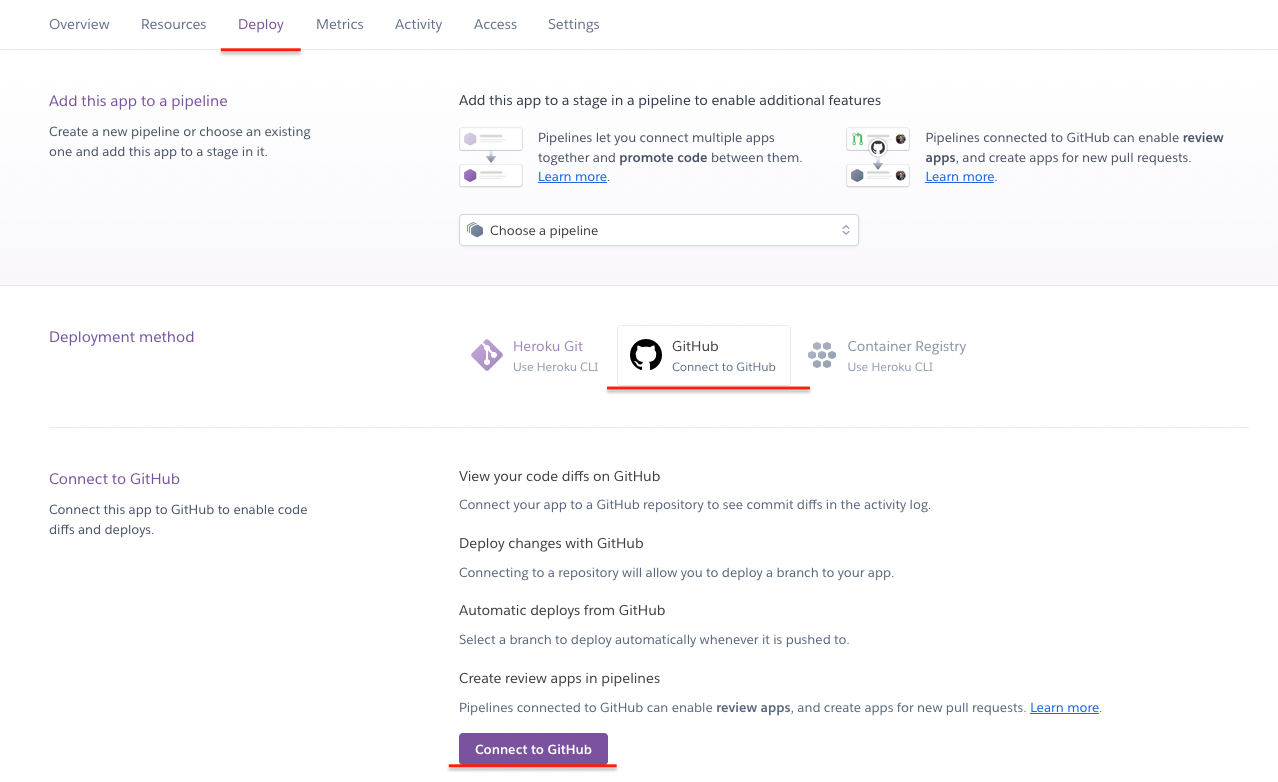 Overview Resources Deploy Metrics Activity Access Settings
Add this app to a pipeline
Create a new pipeline or choose an existing
one and add this app to a stage in it.
Add this app to a stage in a pipeline to enable additional features
Pipelines let you connect multiple apps
together and promote code between them.
Learn more.
Pipelines connected to GitHub can enable review
apps, and create apps for new pull requests.
Learn more.
Choose a pipeline
Deployment method
Heroku Git
Use Heroku CLI
GitHub
Connect to GitHub
Container Registry
Use Heroku CLI
Connect to GitHub
Connect this app to GitHub to enable code
diffs and deploys.
View your code diffs on GitHub
Connect your app to a GitHub repository to see commit diffs in the activity log.
Deploy changes with GitHub
Connecting to a repository will allow you to deploy a branch to your app.
Automatic deploys from GitHub
Select a branch to deploy automatically whenever it is pushed to.
Create review apps in pipelines
Pipelines connected to GitHub can enable review apps, and create apps for new pull requests. Learn more.
Connect to GitHub